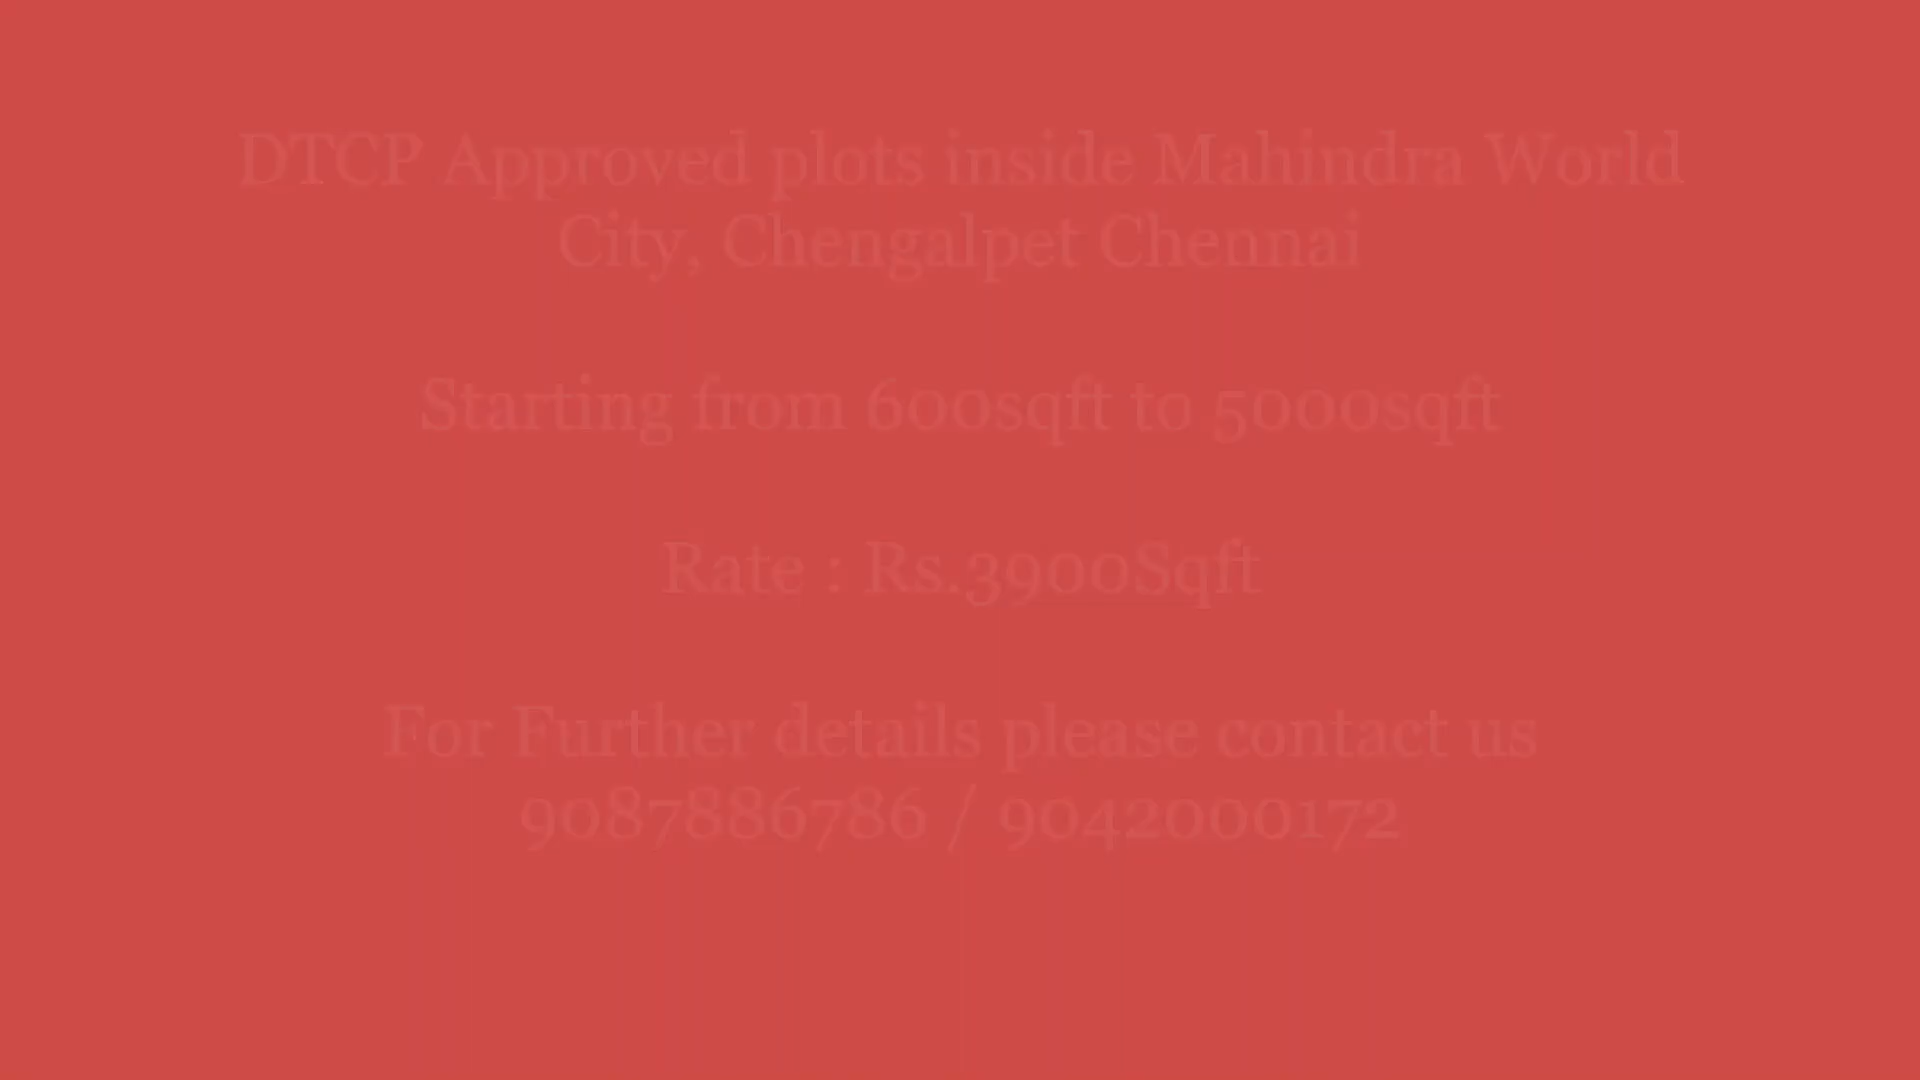 DTCP Approved plots inside Mahindra World
City, Chengalpet Chennai
Starting from 600sqft to 5000sqft
Rate : Rs.3900Sqft
For Further details please contact us
9087886786 / 9042000172